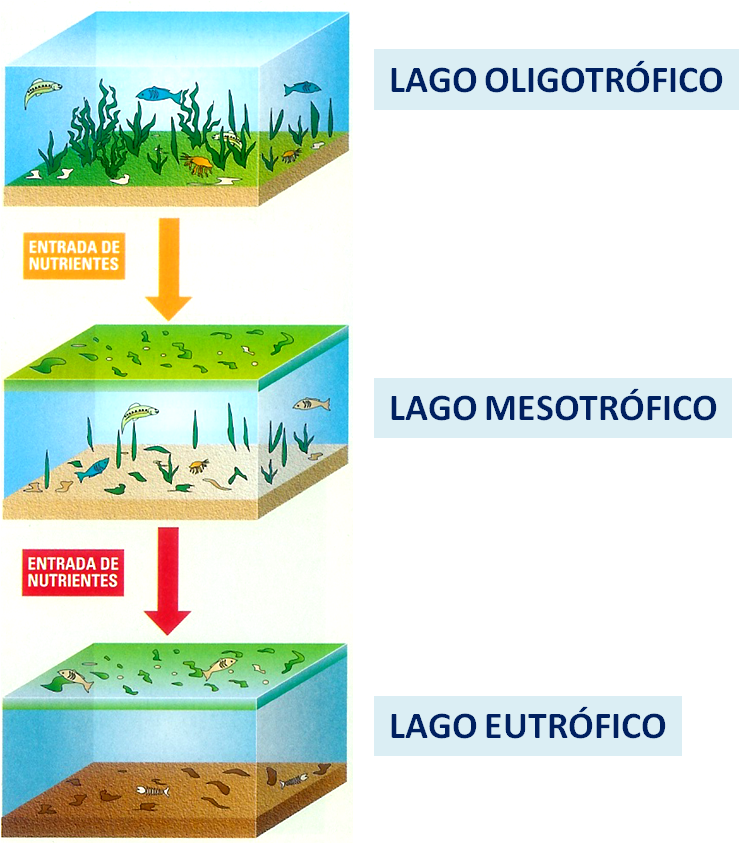 LAGO OLIGOTRÓFICO
ENTRADA DE
NUTRIENTES
LAGO MESOTRÓFICO
ENTRADA DE
NUTRIENTES
LAGO EUTRÓFICO